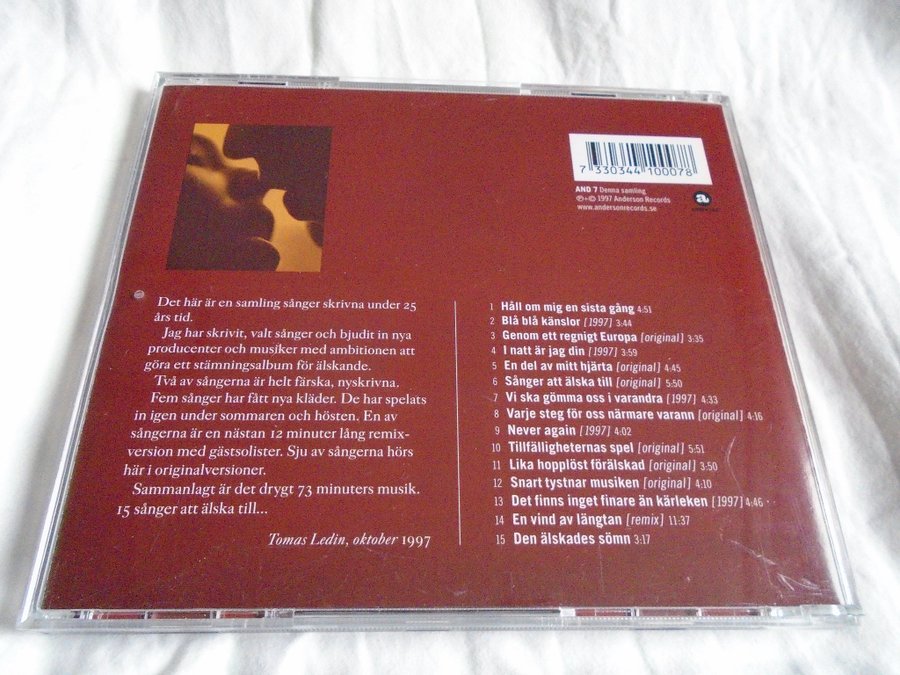 7 330344 100078
AND 7 Denna samling
℗+© 1997 Anderson Records
www.andersonrecords.se
a
Det här är en samling sånger skrivna under 25
års tid.
Jag har skrivit, valt sånger och bjudit in nya
producenter och musiker med ambitionen att
göra ett stämningsalbum för älskande.
Två av sångerna är helt färska, nyskrivna.
Fem sånger har fått nya kläder. De har spelats
in igen under sommaren och hösten. En av
sångerna är en nästan 12 minuter lång remix-
version med gästsolister. Sju av sångerna hörs
här i originalversioner.
Sammanlagt är det drygt 73 minuters musik.
15 sånger att älska till...
Tomas Ledin, oktober 1997
1 Håll om mig en sista gång 4:51
2 Blå blå känslor [1997] 3:44
3 Genom ett regnigt Europa [original] 3:35
4 I natt är jag din [1997] 3:59
5 En del av mitt hjärta [original] 4:45
6 Sånger att älska till [original] 5:50
7 Vi ska gömma oss i varandra [1997] 4:33
8 Varje steg för oss närmare varann [original] 4:16
9 Never again [1997] 4:02
10 Tillfälligheternas spel [original] 5:51
11 Lika hopplöst förälskad [original] 3:50
12 Snart tystnar musiken [original] 4:10
13 Det finns inget finare än kärleken [1997] 4:46
14 En vind av längtan [remix] 11:37
15 Den älskades sömn 3:17